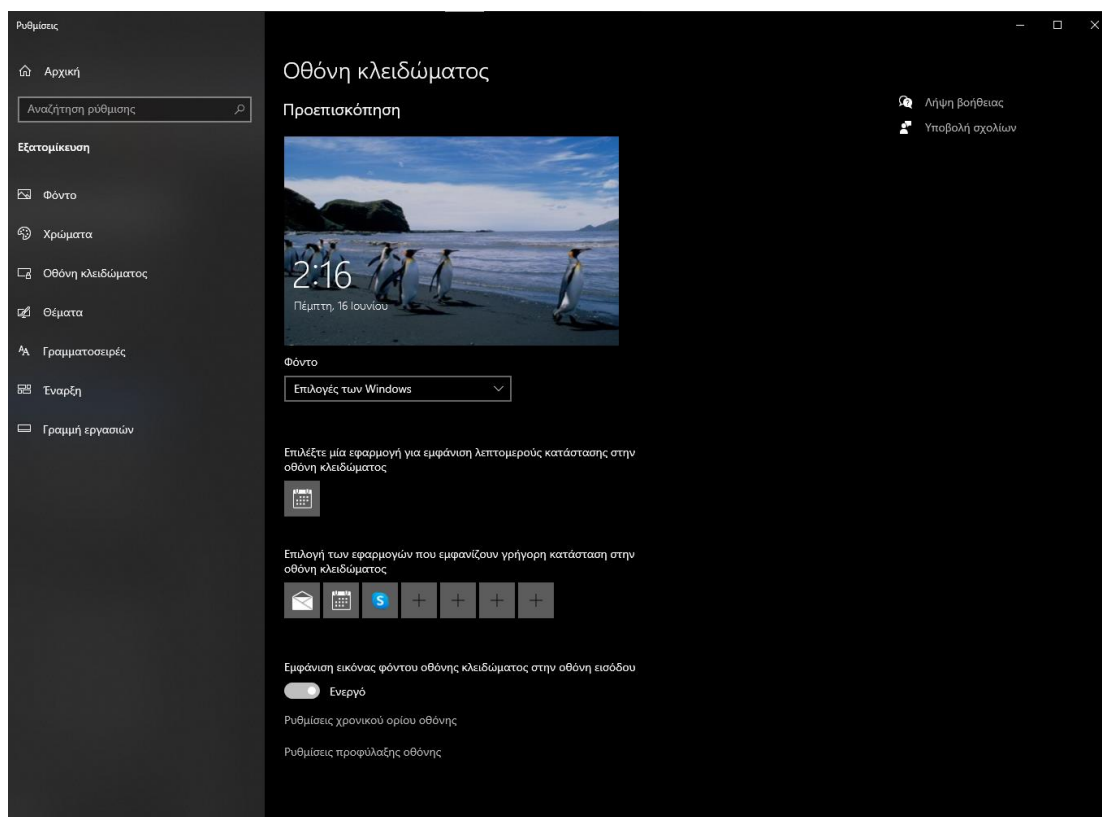 Ρυθμίσεις
Αρχική
Αναζήτηση ρύθμισης
Εξατομίκευση
Φόντο
Χρώματα
Οθόνη κλειδώματος
Θέματα
Γραμματοσειρές
Έναρξη
Γραμμή εργασιών
Οθόνη κλειδώματος
Προεπισκόπηση
2:16
Πέμπτη, 16 Ιουνίου
Φόντο
Επιλογές των Windows
Επιλέξτε μία εφαρμογή για εμφάνιση λεπτομερούς κατάστασης στην
οθόνη κλειδώματος
Επιλογή των εφαρμογών που εμφανίζουν γρήγορη κατάσταση στην
οθόνη κλειδώματος
Εμφάνιση εικόνας φόντου οθόνης κλειδώματος στην οθόνη εισόδου
Ενεργό
Ρυθμίσεις χρονικού ορίου οθόνης
Ρυθμίσεις προφύλαξης οθόνης
Λήψη βοήθειας
Υποβολή σχολίων